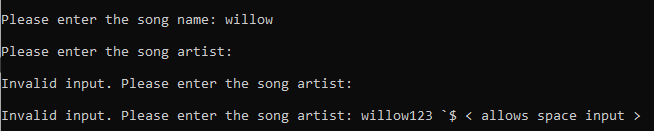 Please enter the song name: willow
Please enter the song artist:
Invalid input. Please enter the song artist:
Invalid input. Please enter the song artist: willow123 `$ < allows space input >